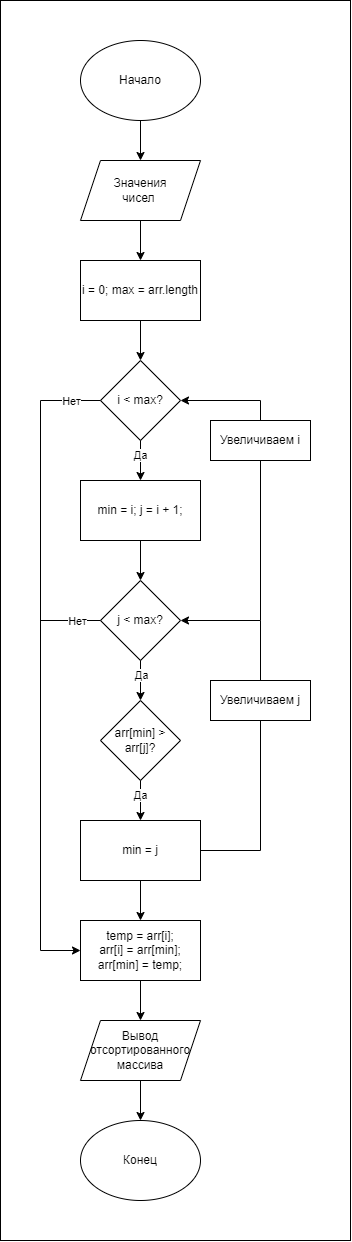 Начало
Значения
чисел
i = 0; max = arr.length
i < max?
Нет
Увеличиваем i
Да
min = i; j = i + 1;
j < max?
Нет
Да
Увеличиваем j
arr[min] >
arr[j]?
Да
min = j
temp = arr[i];
arr[i] = arr[min];
arr[min] = temp;
Вывод
отсортированного
массива
Конец